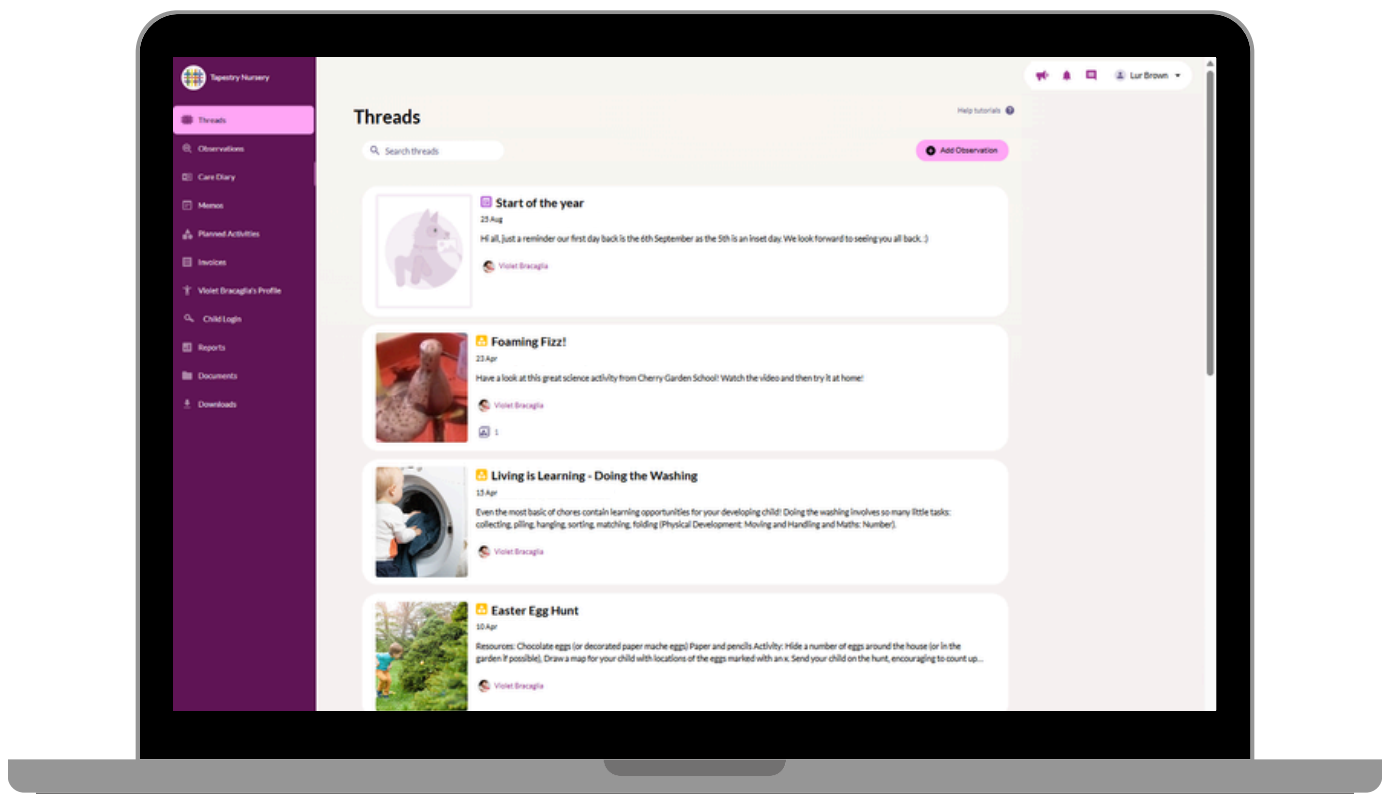 Tapestry Nursery
Lur Brown
Threads
Observations
Care Diary
Memos
Planned Activities
Invoices
Violet Bracaglia's Profile
Child Login
Reports
Documents
Downloads
Threads
Help tutorials ?
Search threads
Add Observation
Start of the year
25 Aug
Hi all, just a reminder our first day back is the 6th September as the 5th is an inset day. We look forward to seeing you all back. :)
Violet Bracaglia
Foaming Fizz!
23 Apr
Have a look at this great science activity from Cherry Garden School! Watch the video and then try it at home!
Violet Bracaglia
1
Living is Learning - Doing the Washing
15 Apr
Even the most basic of chores contain learning opportunities for your developing child! Doing the washing involves so many little tasks:
collecting, piling, hanging, sorting, matching, folding (Physical Development: Moving and Handling and Maths: Number).
Violet Bracaglia
Easter Egg Hunt
10 Apr
Resources: Chocolate eggs (or decorated paper mache eggs) Paper and pencils Activity: Hide a number of eggs around the house (or in the
garden if possible), Draw a map for your child with locations of the eggs marked with an x. Send your child on the hunt, encouraging to count up...
Violet Bracaglia